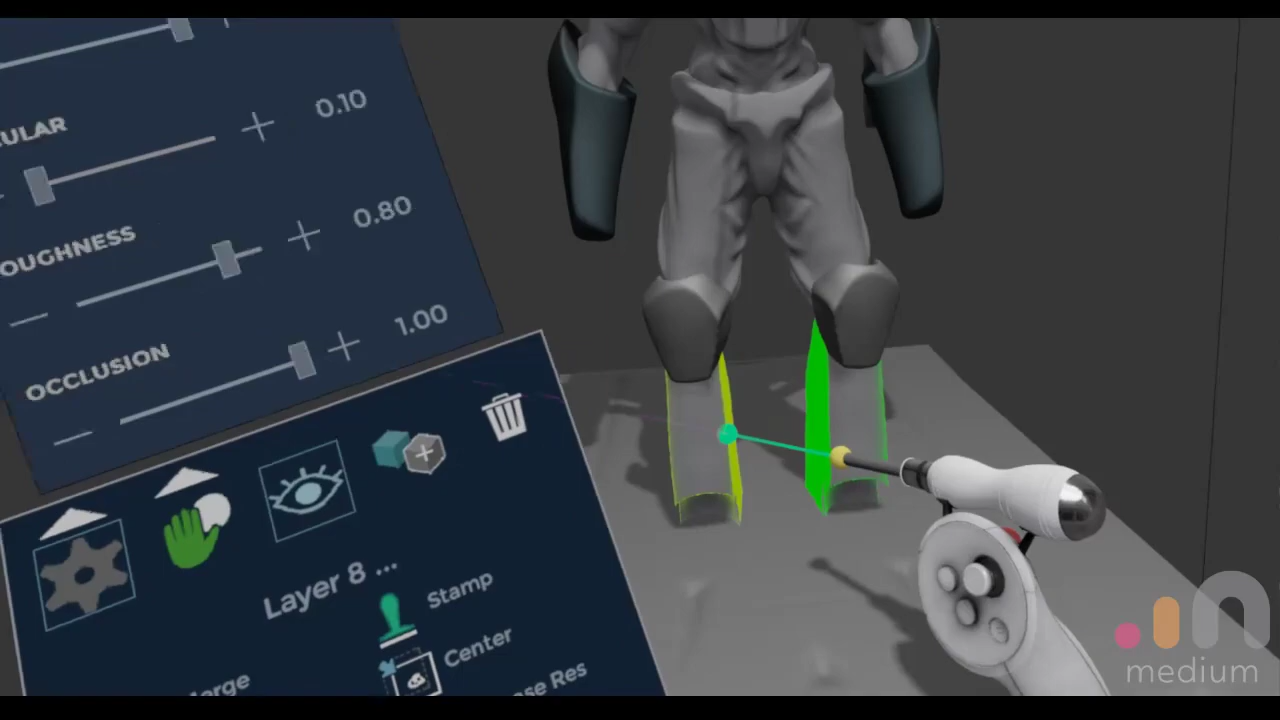 ULAR
0.10
OUGHNESS
0.80
OCCLUSION
1.00
Layer 8 ...
Stamp
Center
medium